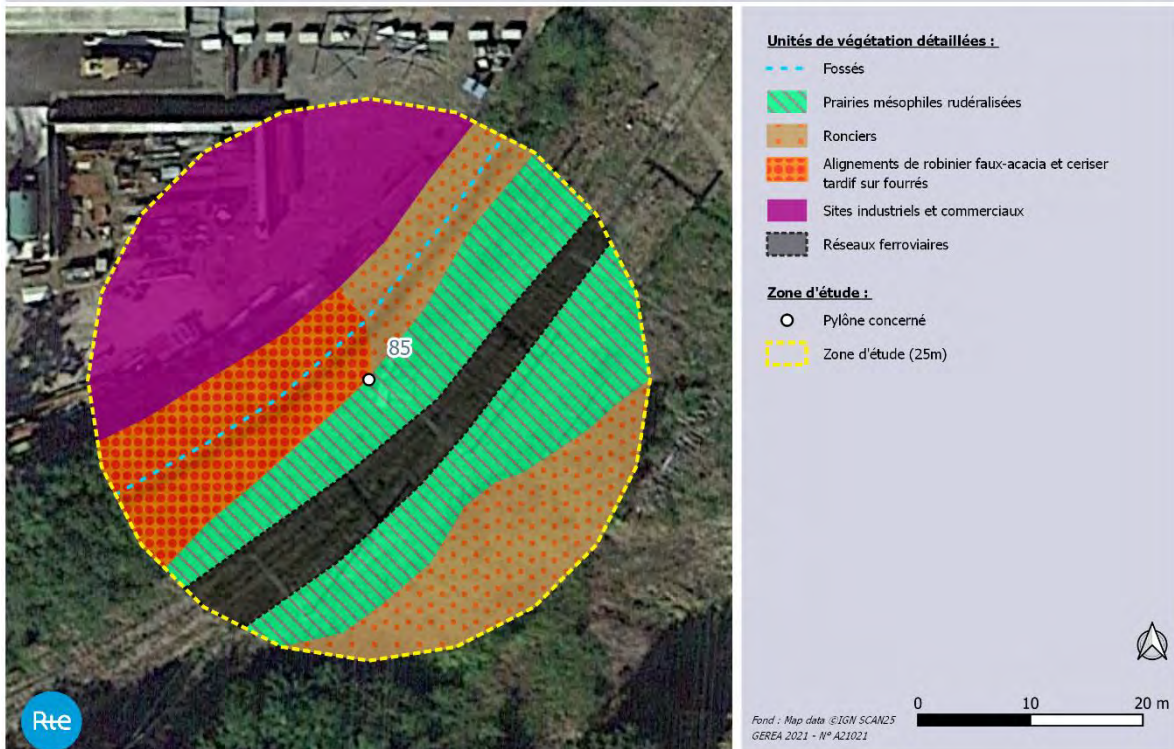 85
Rte
Unités de végétation détaillées :
Fossés
Prairies mésophiles rudéralisées
Ronciers
Alignements de robinier faux-acacia et ceriser
tardif sur fourrés
Sites industriels et commerciaux
Réseaux ferroviaires
Zone d'étude :
Pylône concerné
Zone d'étude (25m)
0 10 20 m
Fond : Map data ©IGN SCAN25
GEREA 2021 - N° A21021